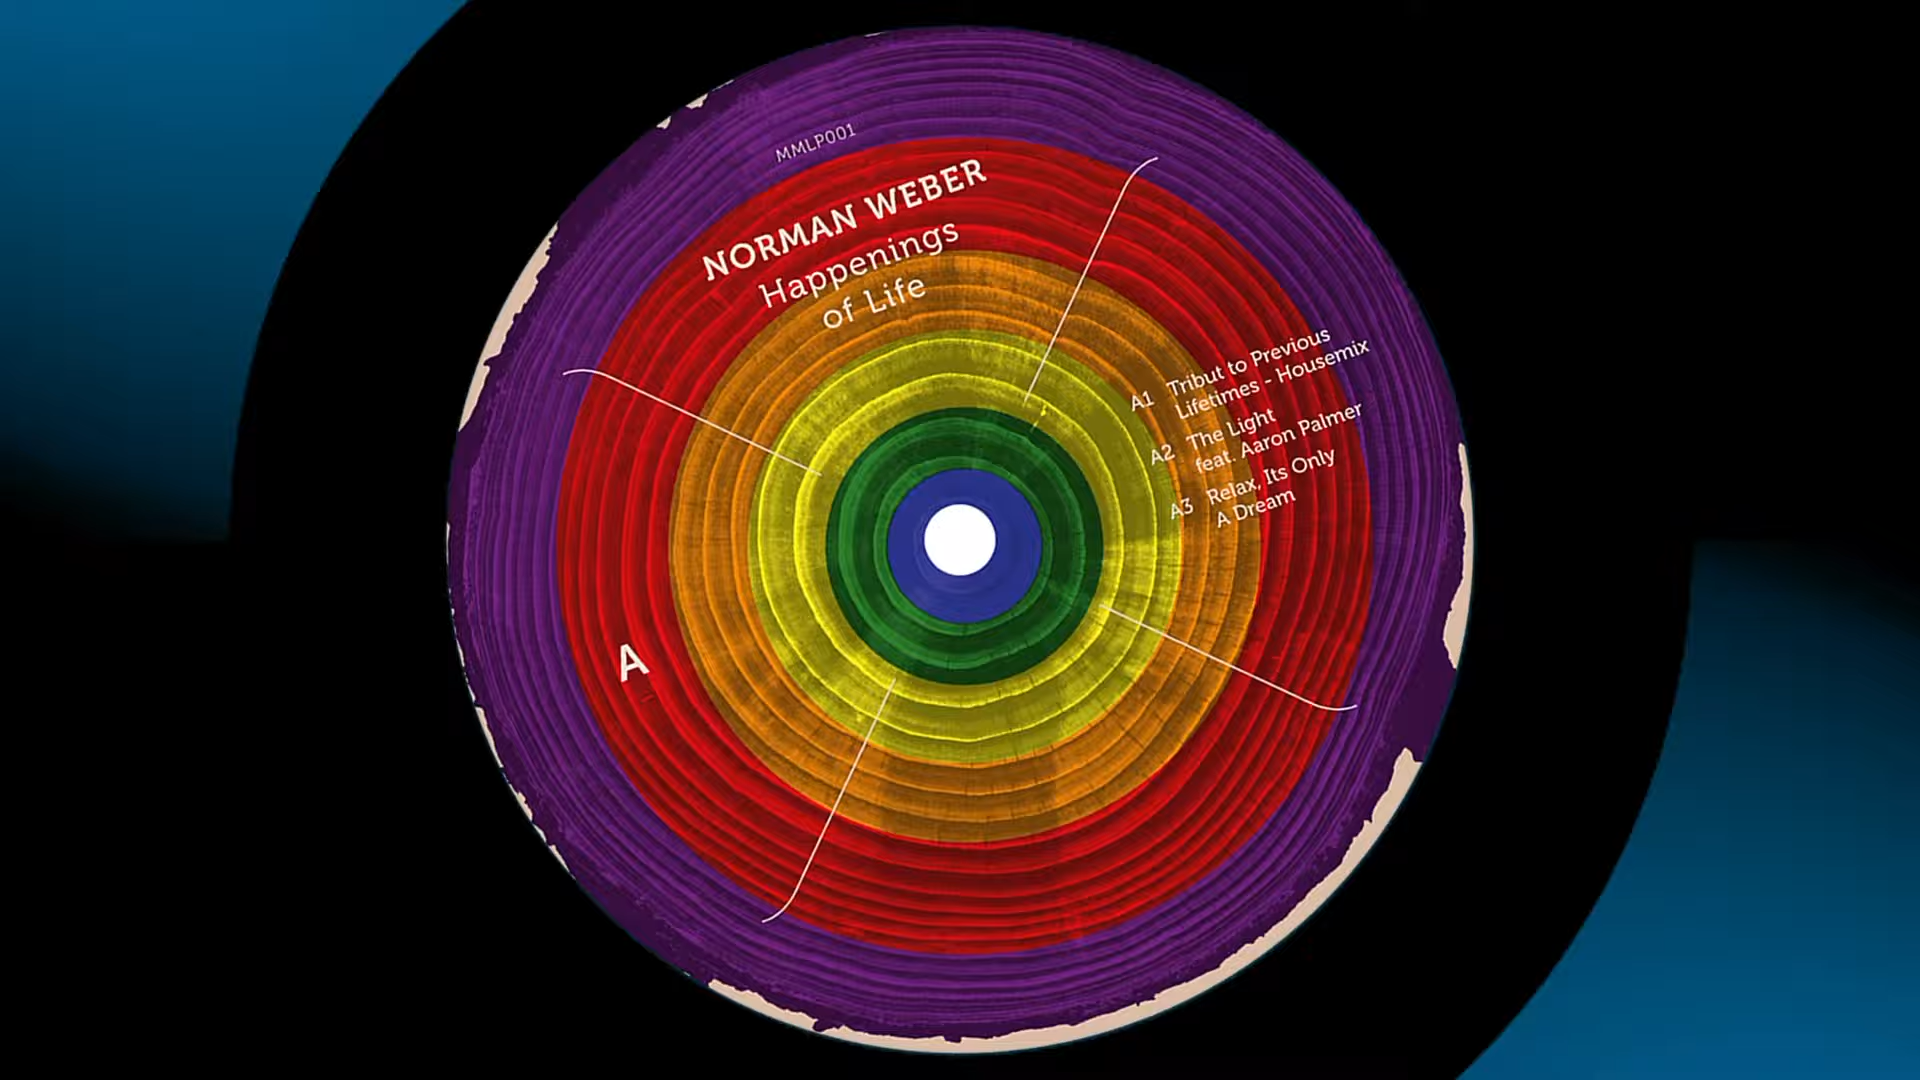 MMLP001
NORMAN WEBER
Happenings
of Life
A1 Tribut to Previous
Lifetimes - Housemix
A2 The Light
feat. Aaron Palmer
A3 Relax, Its Only
A Dream
A